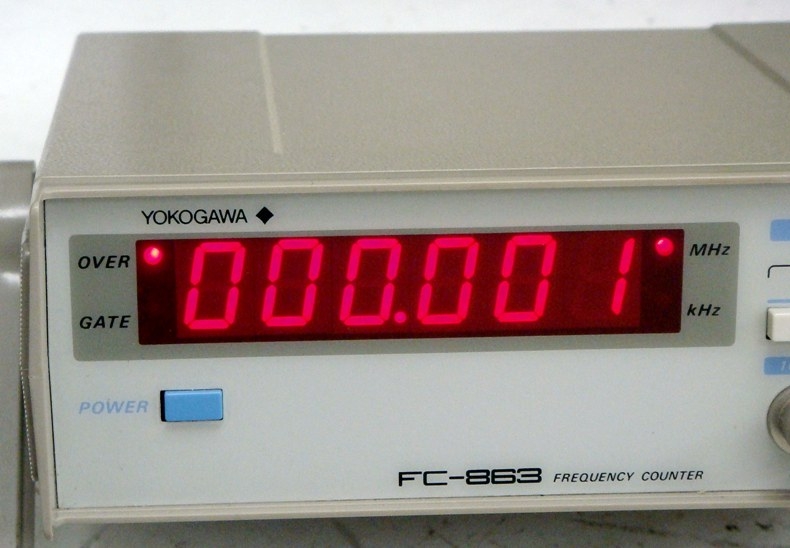 YOKOGAWA
OVER 000.001 MHz
GATE kHz
POWER
FC-863 FREQUENCY COUNTER